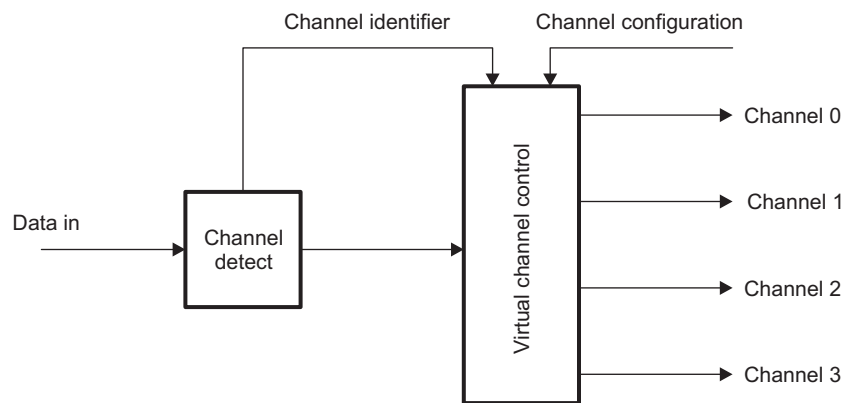 Channel identifier
Channel configuration
Channel 0
Channel 1
Data in
Channel
detect
Virtual channel control
Channel 2
Channel 3